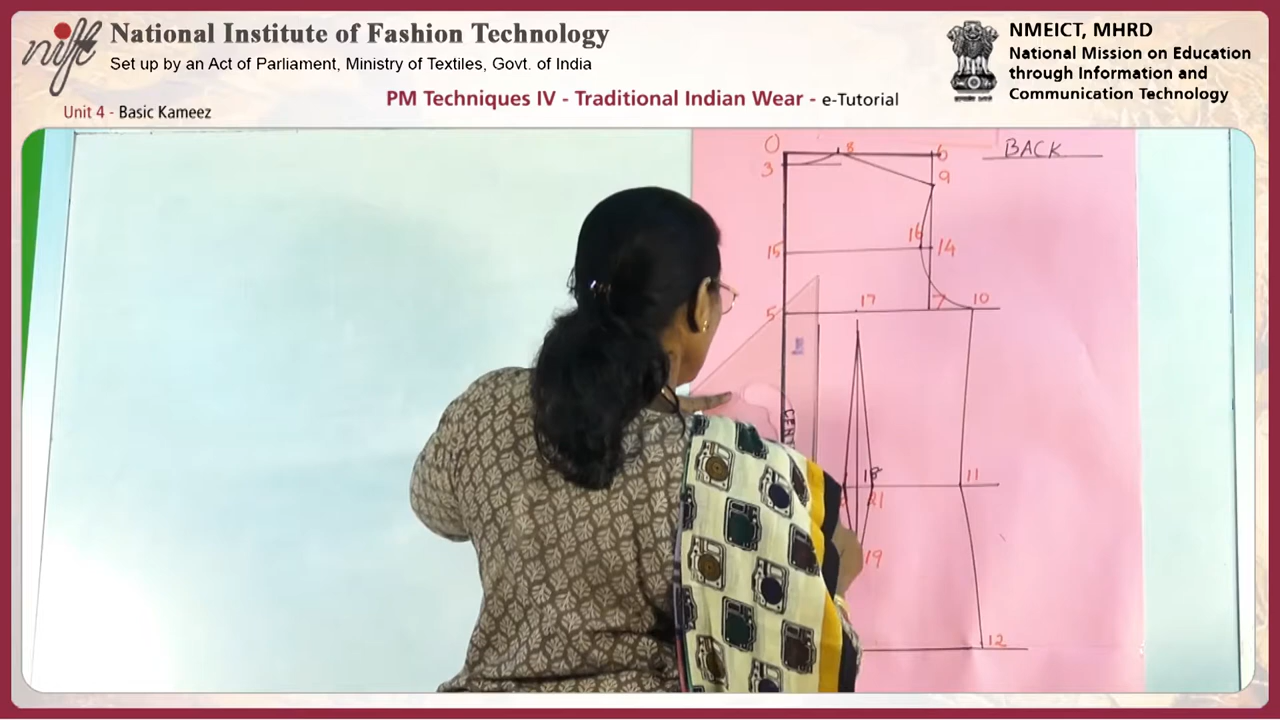 nift
National Institute of Fashion Technology
Set up by an Act of Parliament, Ministry of Textiles, Govt. of India
NMEICT, MHRD
National Mission on Education
through Information and
Communication Technology
PM Techniques IV - Traditional Indian Wear - e-Tutorial
Unit 4 - Basic Kameez
BACK
0
8
6
3
9
16
15
14
5
17
7
10
CENT
18
11
21
19
12